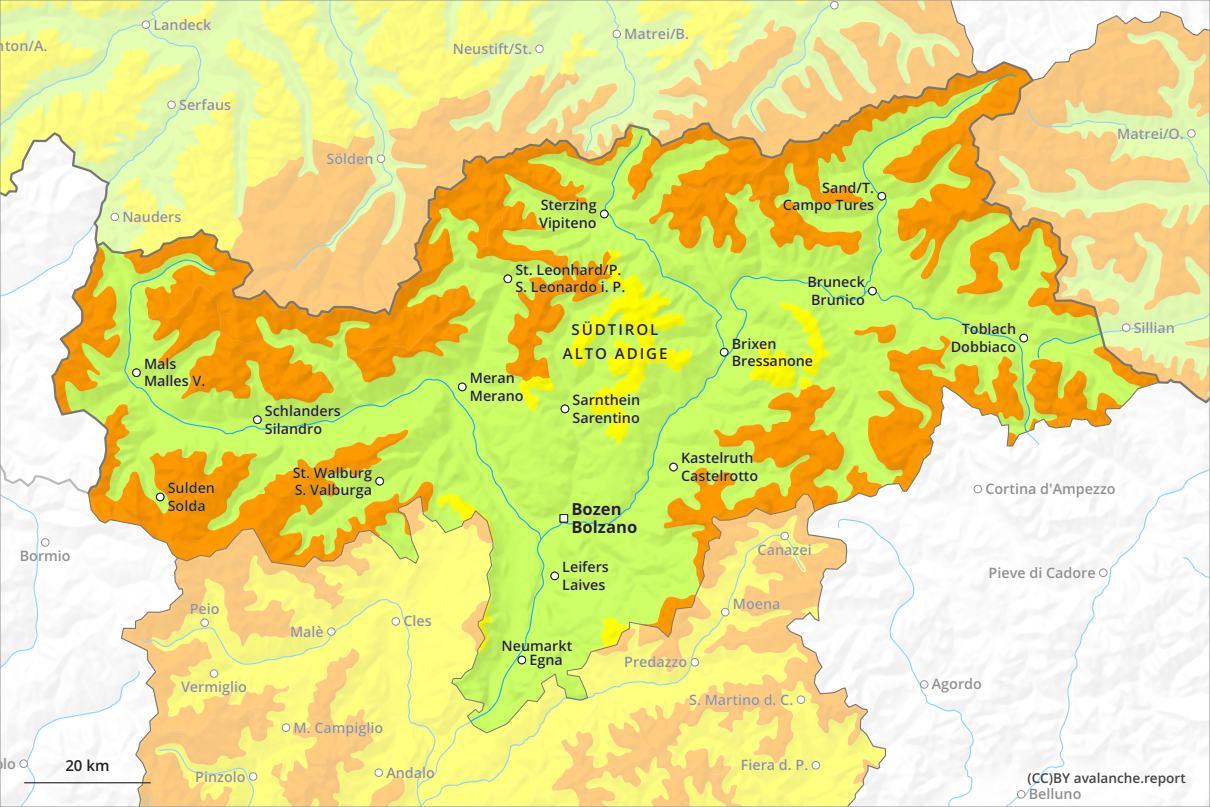 Landeck
nton/A.
Neustift/St.
Matrei/B.
Serfaus
Matrei/O.
Sölden
Nauders
Sand/T.
Campo Tures
Sterzing
Vipiteno
St. Leonhard/P.
S. Leonardo i. P.
Bruneck
Brunico
SÜDTIROL
ALTO ADIGE
Toblach
Dobbiaco
Sillian
Brixen
Bressanone
Mals
Malles V.
Meran
Merano
Sarnthein
Sarentino
Schlanders
Silandro
Kastelruth
Castelrotto
St. Walburg
S. Valburga
Sulden
Solda
Cortina d'Ampezzo
Bozen
Bolzano
Bormio
Canazei
Leifers
Laives
Pieve di Cadore
Peio
Moena
Malè
Cles
Neumarkt
Egna
Predazzo
Vermiglio
Agordo
S. Martino d. C.
M. Campiglio
olo
20 km
Pinzolo
Andalo
Fiera d. P.
(CC)BY avalanche.report
Belluno